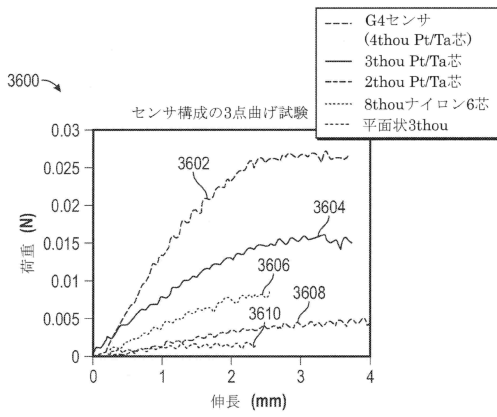 G4センサ
(4thou Pt/Ta芯)
3thou Pt/Ta芯
2thou Pt/Ta芯
8thouナイロン6芯
平面状3thou
3600
センサ構成の3点曲げ試験
0.03
0.025
0.02
0.015
0.01
0.005
0
荷重 (N)
3602
3604
3606
3608
3610
0
1
2
3
4
伸長 (mm)